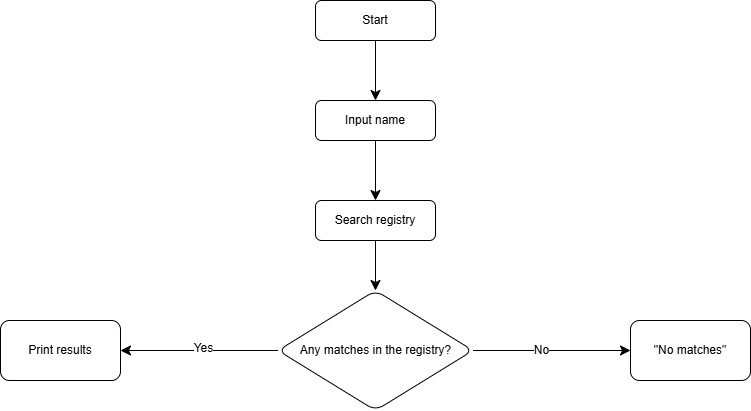 Start
Input name
Search registry
Any matches in the registry?
Yes
No
Print results
"No matches"